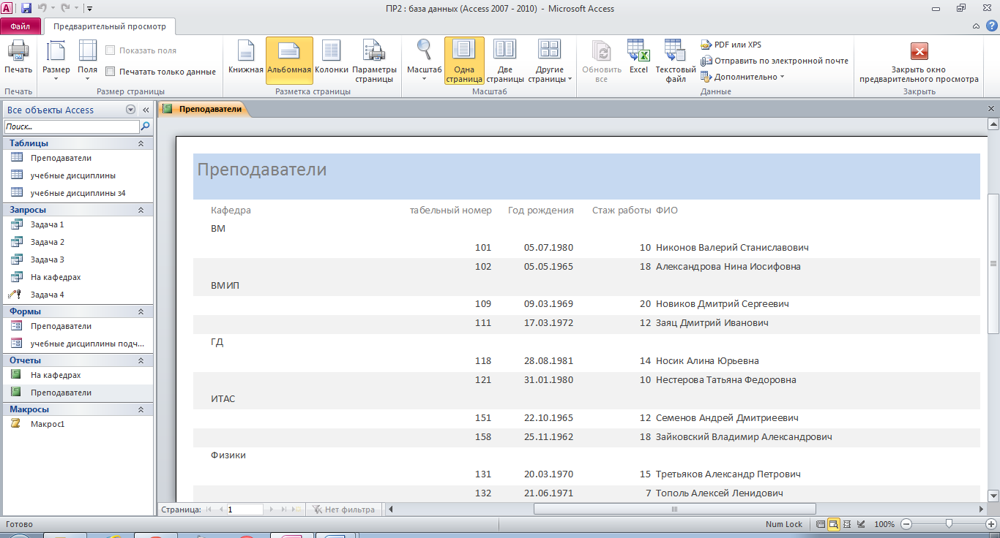 ПР2 : база данных (Access 2007 - 2010) - Microsoft Access
Файл Предварительный просмотр
Печать
Размер
Поля
Показать поля
Печатать только данные
Книжная Альбомная Колонки Параметры страницы
Масштаб Одна страница Две страницы Другие страницы
Обновить все Excel Текстовый файл
PDF или XPS
Отправить по электронной почте
Дополнительно
Закрыть окно предварительного просмотра
Печать Размер страницы Разметка страницы Масштаб Данные Закрыть
Все объекты Access
Поиск...
Таблицы
Преподаватели
учебные дисциплины
учебные дисциплины з4
Запросы
Задача 1
Задача 2
Задача 3
На кафедрах
Задача 4
Формы
Преподаватели
учебные дисциплины подч...
Отчеты
На кафедрах
Преподаватели
Макросы
Макрос1
Преподаватели
Преподаватели
Кафедра табельный номер Год рождения Стаж работы ФИО
ВМ
101 05.07.1980 10 Никонов Валерий Станиславович
102 05.05.1965 18 Александрова Нина Иосифовна
ВМИП
109 09.03.1969 20 Новиков Дмитрий Сергеевич
111 17.03.1972 12 Заяц Дмитрий Иванович
ГД
118 28.08.1981 14 Носик Алина Юрьевна
121 31.01.1980 10 Нестерова Татьяна Федоровна
ИТАС
151 22.10.1965 12 Семенов Андрей Дмитриеевич
158 25.11.1962 18 Зайковский Владимир Александрович
Физики
131 20.03.1970 15 Третьяков Александр Петрович
132 21.06.1971 7 Тополь Алексей Ленидович
Страница: 1 Нет фильтра
Готово Num Lock 100%